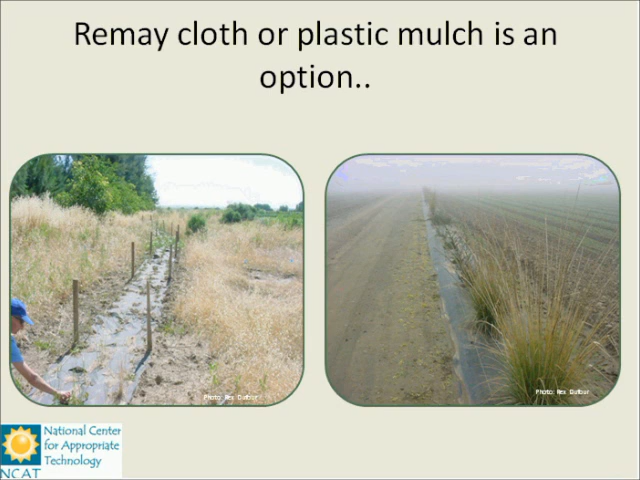 Remay cloth or plastic mulch is an
option..
Photo: Rex Dufour
Photo: Rex Dufour
National Center
for Appropriate
Technology
NCAT